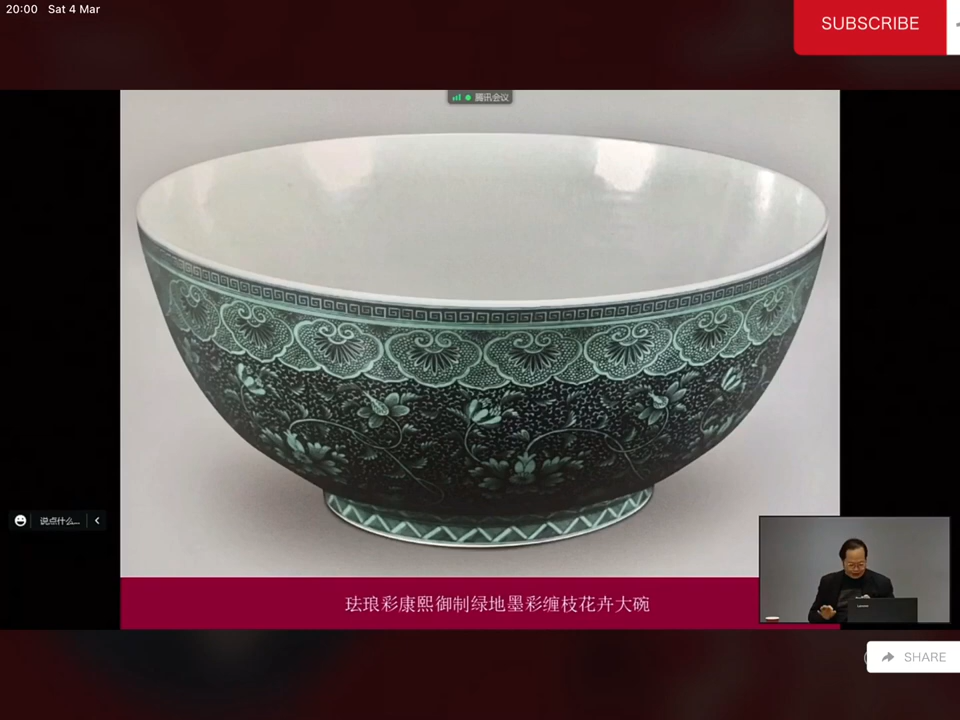 20:00 Sat 4 Mar
SUBSCRIBE
腾讯会议
说点什么...
珐琅彩康熙御制绿地墨彩缠枝花卉大碗
Lenovo
SHARE